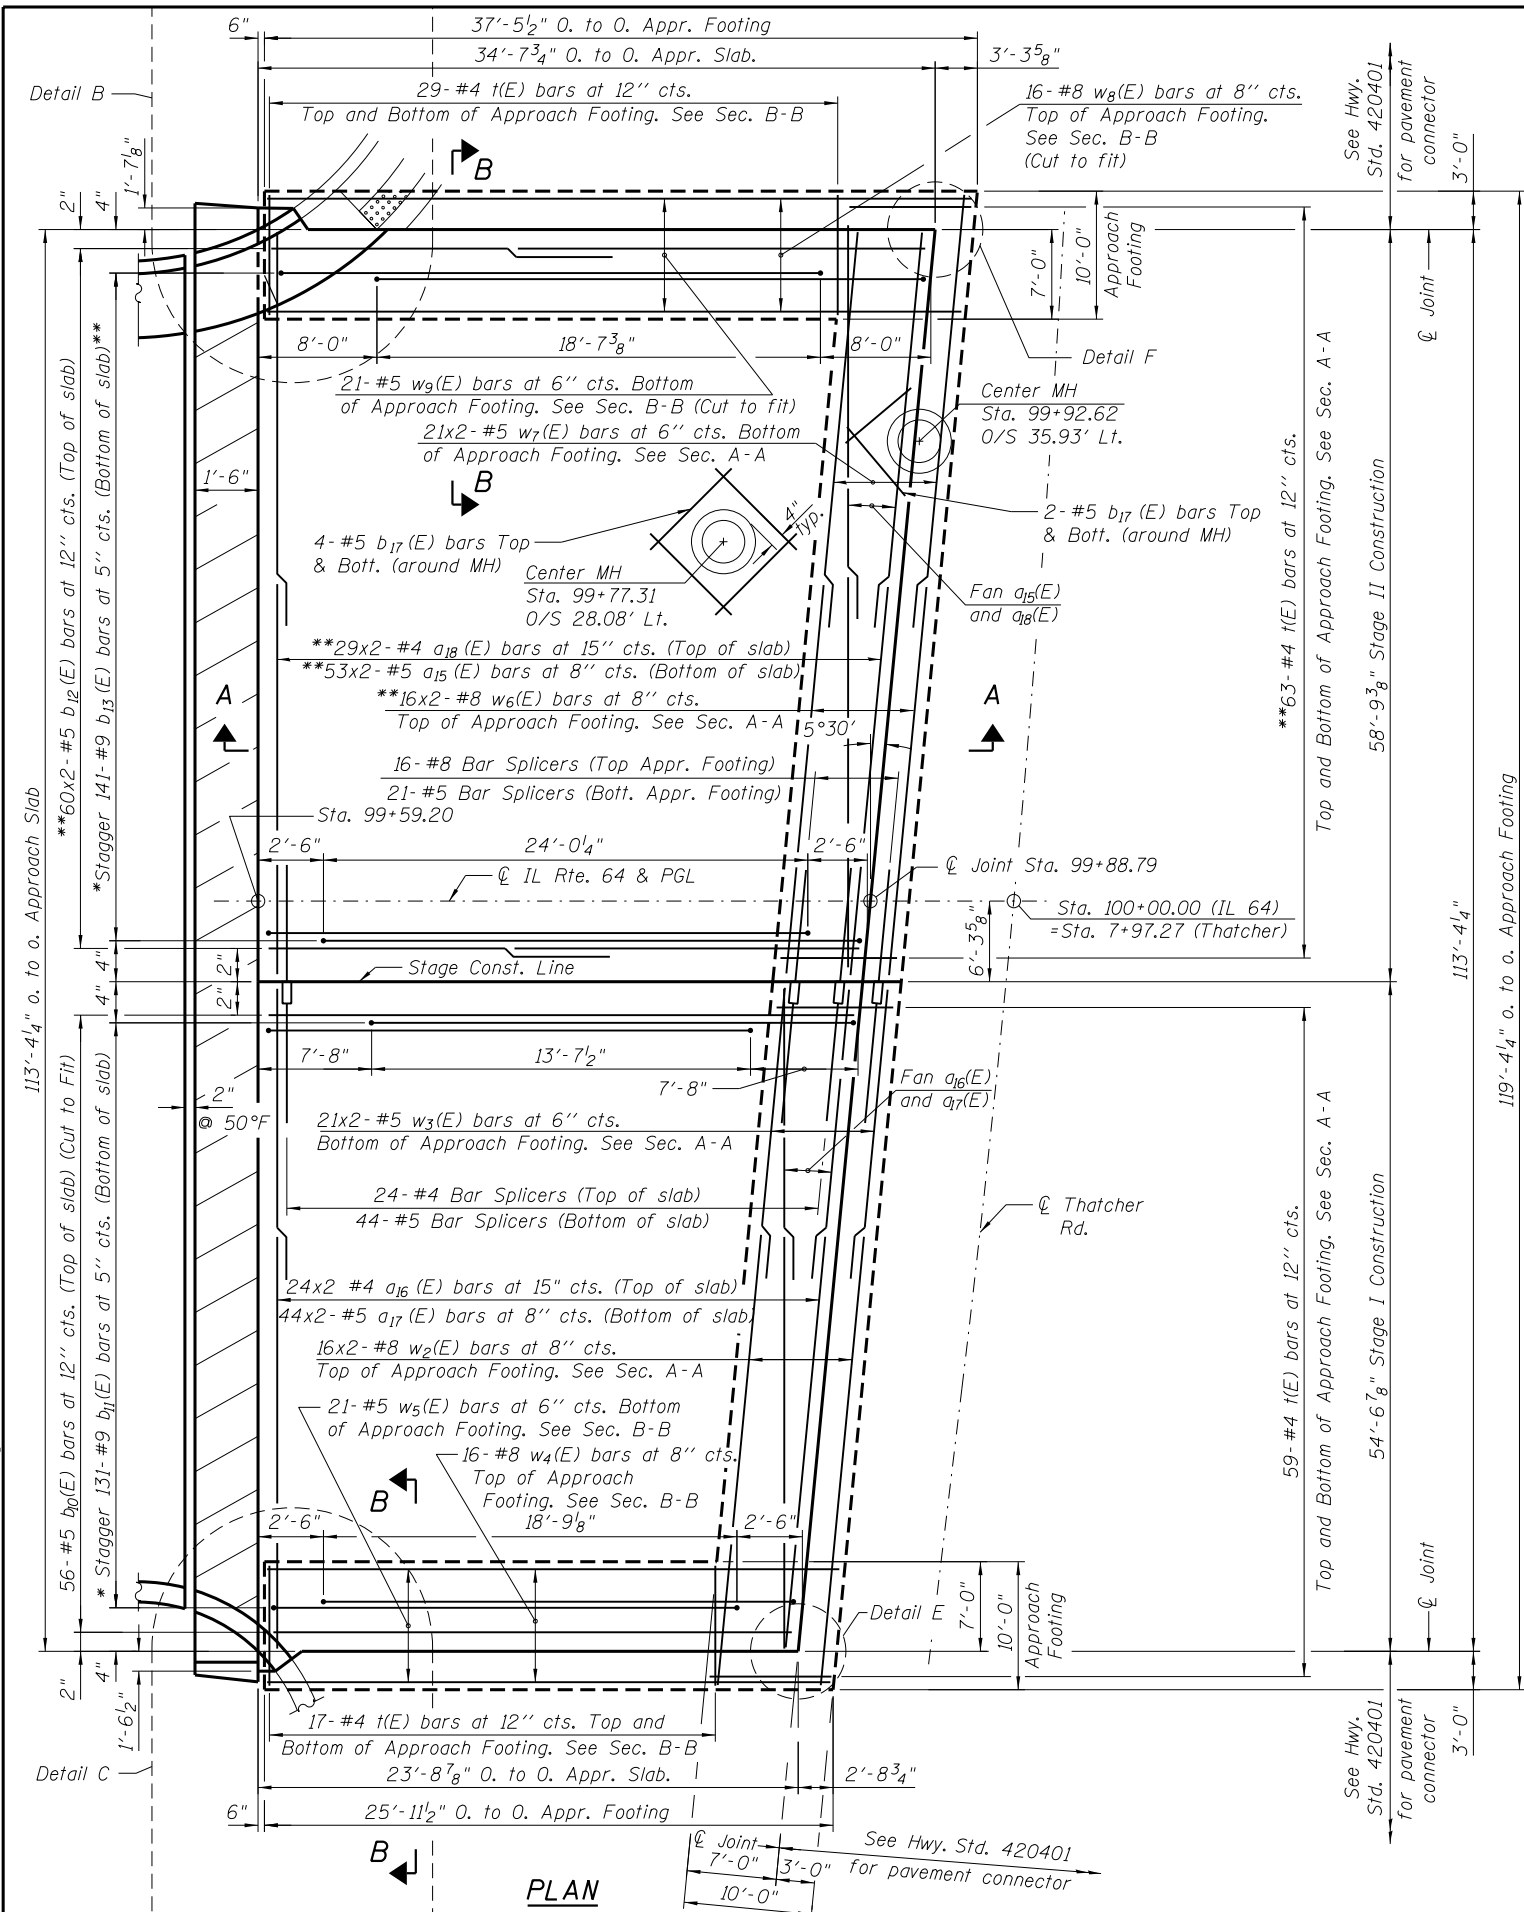 37'-5½" O. to O. Appr. Footing
6"
34'-7¾" O. to O. Appr. Slab.
3'-3⅝"
Detail B
29- #4 t(E) bars at 12" cts.
Top and Bottom of Approach Footing. See Sec. B-B
16- #8 w8(E) bars at 8" cts.
Top of Approach Footing.
See Sec. B-B
(Cut to fit)
See Hwy.
Std. 420401
for pavement
connector
3'-0"
1'-7⅛"
2"
4"
B
7'-0"
10'-0"
Approach
Footing
℄ Joint
8'-0"
18'-7⅜"
8'-0"
Detail F
21- #5 w9(E) bars at 6" cts. Bottom
of Approach Footing. See Sec. B-B (Cut to fit)
Center MH
Sta. 99+92.62
O/S 35.93' Lt.
21x2- #5 w7(E) bars at 6" cts. Bottom
of Approach Footing. See Sec. A-A
1'-6"
B
4"
typ.
4- #5 b17(E) bars Top
& Bott. (around MH)
2- #5 b17(E) bars Top
& Bott. (around MH)
Center MH
Sta. 99+77.31
O/S 28.08' Lt.
Fan a15(E)
and a18(E)
**29x2- #4 a18(E) bars at 15" cts. (Top of slab)
**53x2- #5 a15(E) bars at 8" cts. (Bottom of slab)
**16x2- #8 w6(E) bars at 8" cts.
Top of Approach Footing. See Sec. A-A
A
A
5°30'
16- #8 Bar Splicers (Top Appr. Footing)
21- #5 Bar Splicers (Bott. Appr. Footing)
Sta. 99+59.20
2'-6"
24'-0¼"
2'-6"
℄ IL Rte. 64 & PGL
℄ Joint Sta. 99+88.79
Sta. 100+00.00 (IL 64)
=Sta. 7+97.27 (Thatcher)
6'-3⅝"
113'-4¼" o. to o. Approach Slab
**60x2- #5 b12(E) bars at 12" cts. (Top of slab)
*Stagger 141- #9 b13(E) bars at 5" cts. (Bottom of slab)**
**63- #4 t(E) bars at 12" cts.
Top and Bottom of Approach Footing. See Sec. A-A
58'-9⅜" Stage II Construction
113'-4¼"
119'-4¼" o. to o. Approach Footing
4"
2"
Stage Const. Line
4"
2"
7'-8"
13'-7½"
7'-8"
2"
@ 50°F
Fan a16(E)
and a17(E)
21x2- #5 w3(E) bars at 6" cts.
Bottom of Approach Footing. See Sec. A-A
24- #4 Bar Splicers (Top of slab)
44- #5 Bar Splicers (Bottom of slab)
℄ Thatcher
Rd.
24x2 #4 a16(E) bars at 15" cts. (Top of slab)
44x2- #5 a17(E) bars at 8" cts. (Bottom of slab)
16x2- #8 w2(E) bars at 8" cts.
Top of Approach Footing. See Sec. A-A
56- #5 b10(E) bars at 12" cts. (Top of slab) (Cut to Fit)
* Stagger 131- #9 b11(E) bars at 5" cts. (Bottom of slab)
59- #4 t(E) bars at 12" cts.
Top and Bottom of Approach Footing. See Sec. A-A
54'-6⅞" Stage I Construction
21- #5 w5(E) bars at 6" cts. Bottom
of Approach Footing. See Sec. B-B
16- #8 w4(E) bars at 8" cts.
Top of Approach
Footing. See Sec. B-B
B
2'-6"
18'-9⅛"
2'-6"
7'-0"
10'-0"
Approach
Footing
Detail E
℄ Joint
2"
4"
1'-6½"
17- #4 t(E) bars at 12" cts. Top and
Bottom of Approach Footing. See Sec. B-B
Detail C
23'-8⅞" O. to O. Appr. Slab.
2'-8¾"
6"
25'-11½" O. to O. Appr. Footing
See Hwy.
Std. 420401
for pavement
connector
3'-0"
B
℄ Joint
See Hwy. Std. 420401
for pavement connector
7'-0"
3'-0"
10'-0"
PLAN